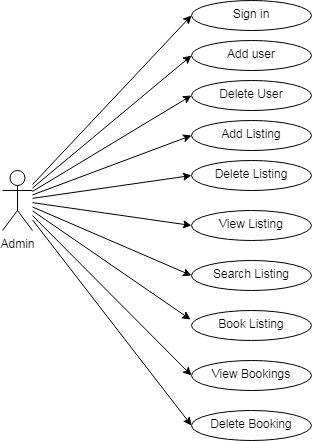 Sign in
Add user
Delete User
Add Listing
Delete Listing
Admin
View Listing
Search Listing
Book Listing
View Bookings
Delete Booking